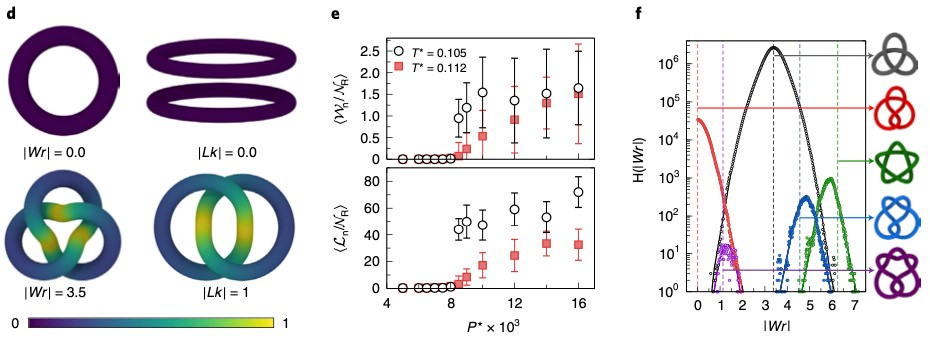 d
|Wr| = 0.0
|Lk| = 0.0
|Wr| = 3.5
|Lk| = 1
0
1
e
⟨𝒲n/𝒩R⟩
2.5
2.0
1.5
1.0
0.5
0
T* = 0.105
T* = 0.112
⟨ℒn/𝒩R⟩
80
60
40
20
0
4
6
8
10
12
14
16
P* × 10³
f
H(|Wr|)
10⁶
10⁵
10⁴
10³
10²
10¹
10⁰
0
1
2
3
4
5
6
7
|Wr|